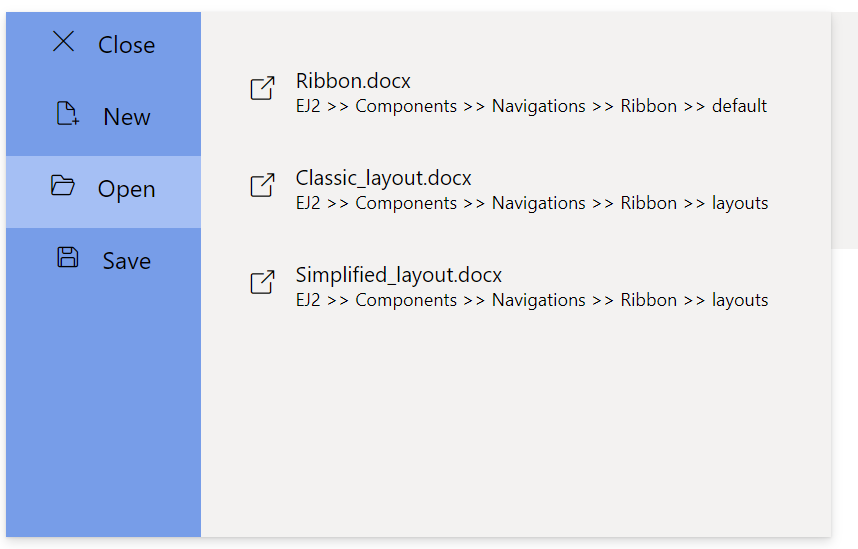 Close
New
Open
Save
Ribbon.docx
EJ2 >> Components >> Navigations >> Ribbon >> default
Classic_layout.docx
EJ2 >> Components >> Navigations >> Ribbon >> layouts
Simplified_layout.docx
EJ2 >> Components >> Navigations >> Ribbon >> layouts